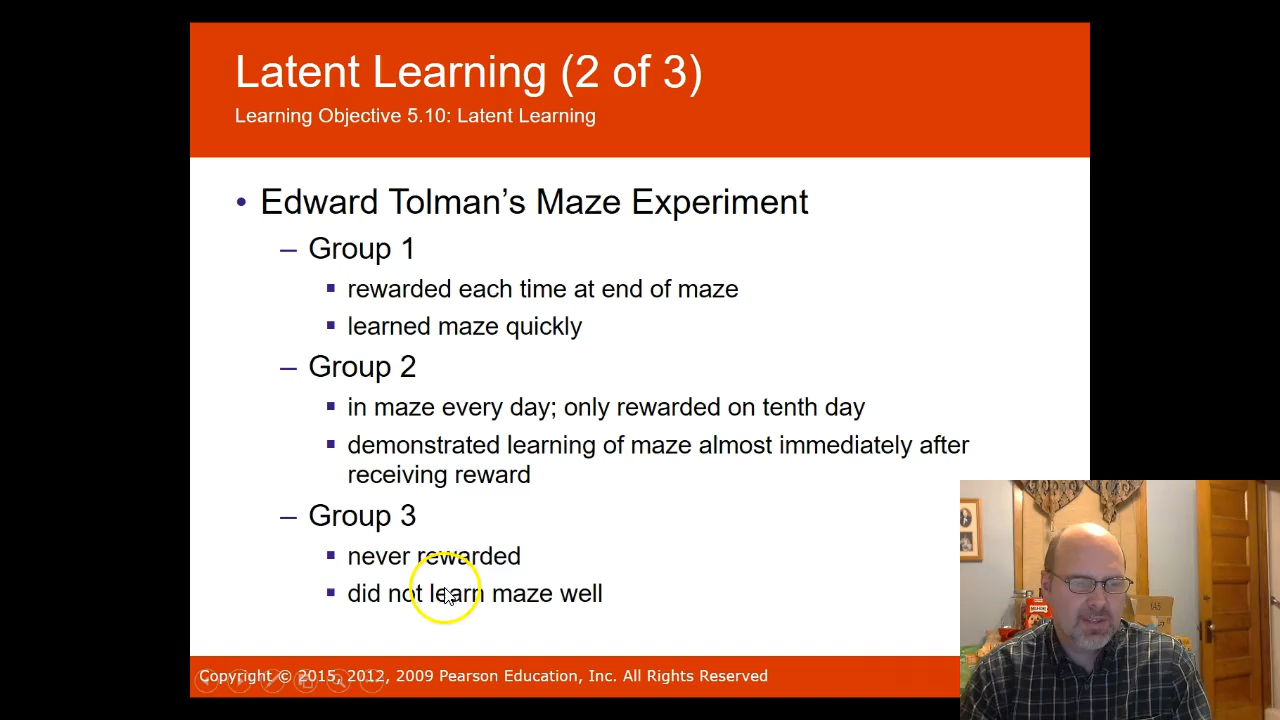 Latent Learning (2 of 3)
Learning Objective 5.10: Latent Learning
• Edward Tolman’s Maze Experiment
– Group 1
▪ rewarded each time at end of maze
▪ learned maze quickly
– Group 2
▪ in maze every day; only rewarded on tenth day
▪ demonstrated learning of maze almost immediately after
receiving reward
– Group 3
▪ never rewarded
▪ did not learn maze well
Copyright © 2015, 2012, 2009 Pearson Education, Inc. All Rights Reserved